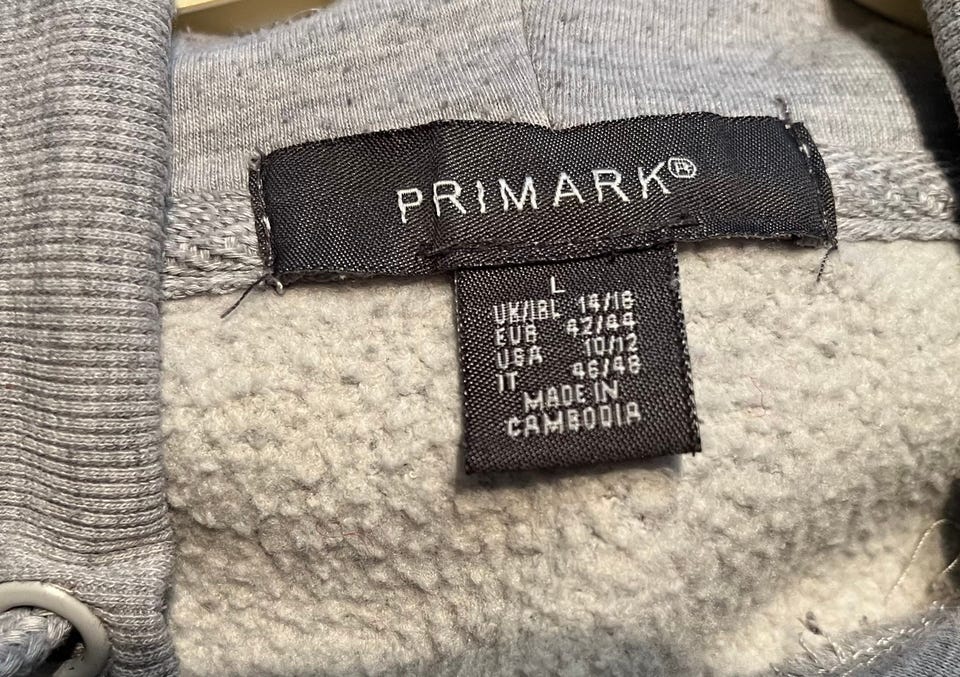 PRIMARK®
L
UK/IRL 14/16
EUR 42/44
USA 10/12
IT 46/48
MADE IN
CAMBODIA